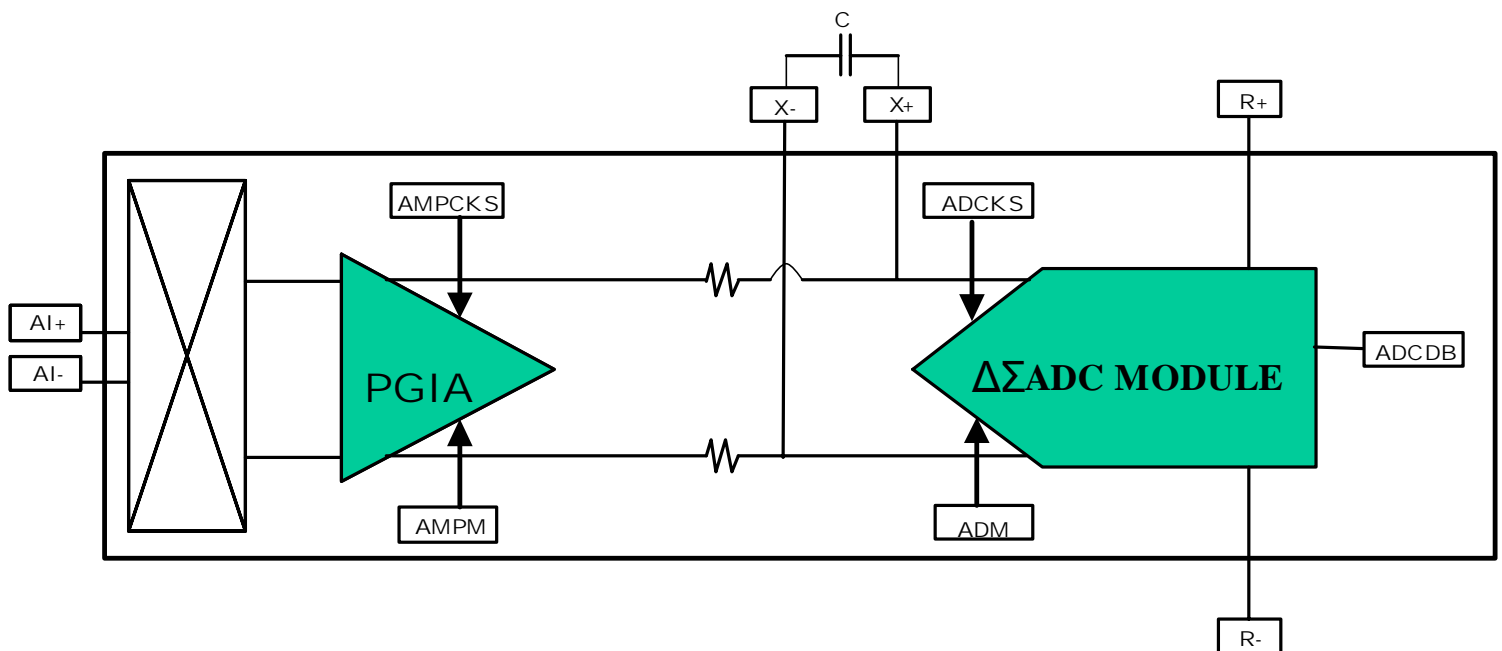 C
X-
X+
R+
AMPCKS
ADCKS
AI+
AI-
PGIA
ΔΣADC MODULE
ADCDB
AMPM
ADM
R-